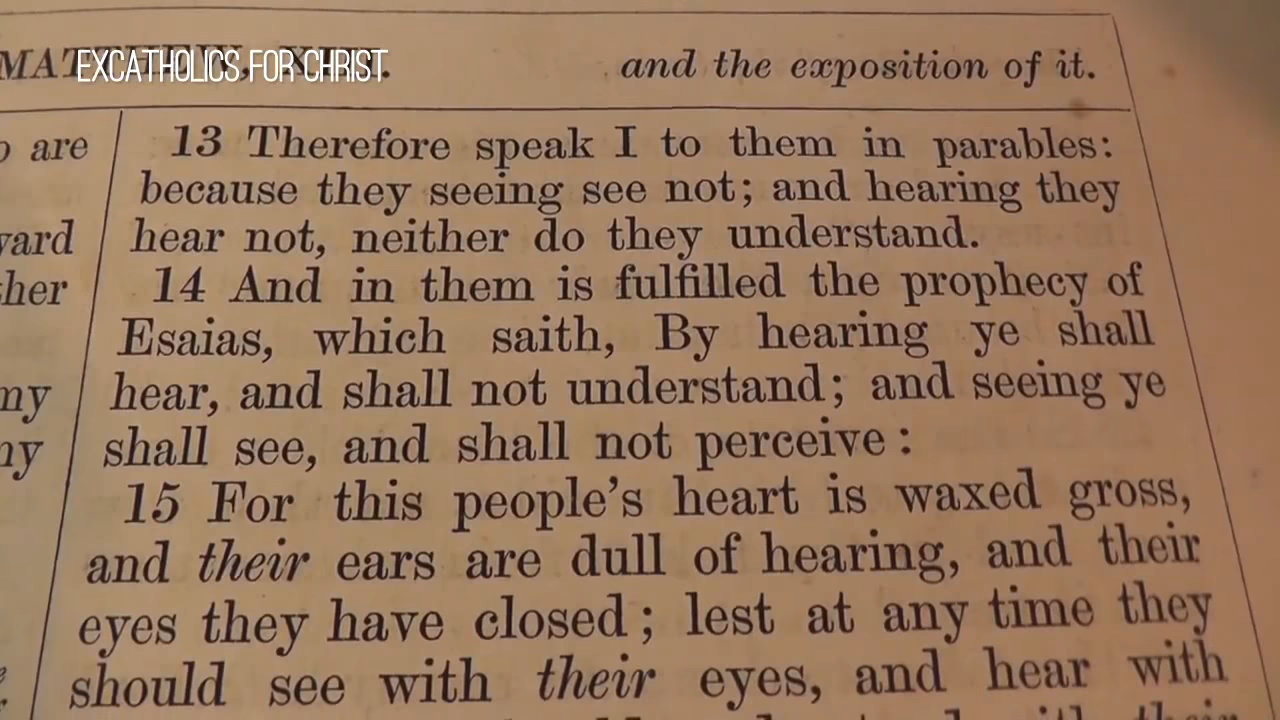 EXCATHOLICS FOR CHRIST
and the exposition of it.
are
yard
my
13 Therefore speak I to them in parables:
because they seeing see not; and hearing they
hear not, neither do they understand.
14 And in them is fulfilled the prophecy of
Esaias, which saith, By hearing ye shall
hear, and shall not understand; and seeing ye
shall see, and shall not perceive:
15 For this people's heart is waxed gross,
and their ears are dull of hearing, and their
eyes they have closed; lest at any time they
should see with their eyes, and hear with